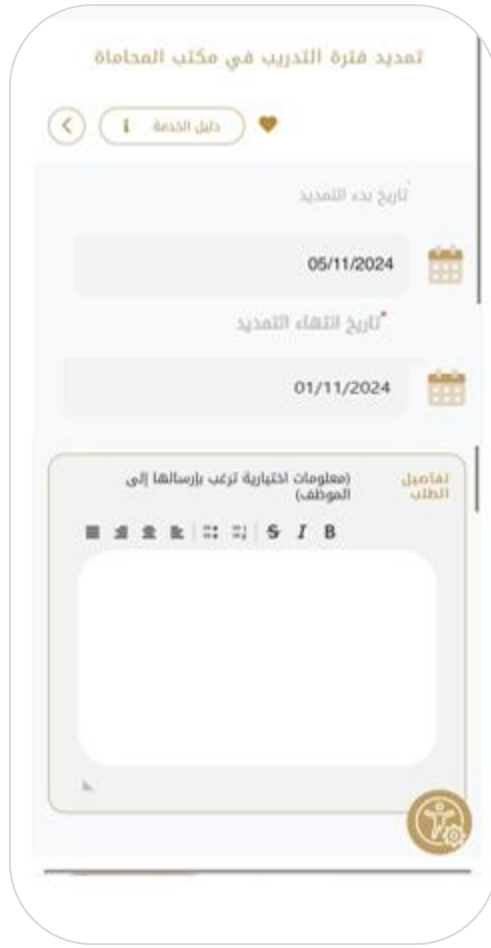 تمديد فترة التدريب في مكتب المحاماة
دليل الخدمة i
تاريخ بدء التمديد
05/11/2024
*تاريخ انتهاء التمديد
01/11/2024
تفاصيل الطلب
(معلومات اختيارية ترغب بإرسالها إلى
الموظف)
B I S